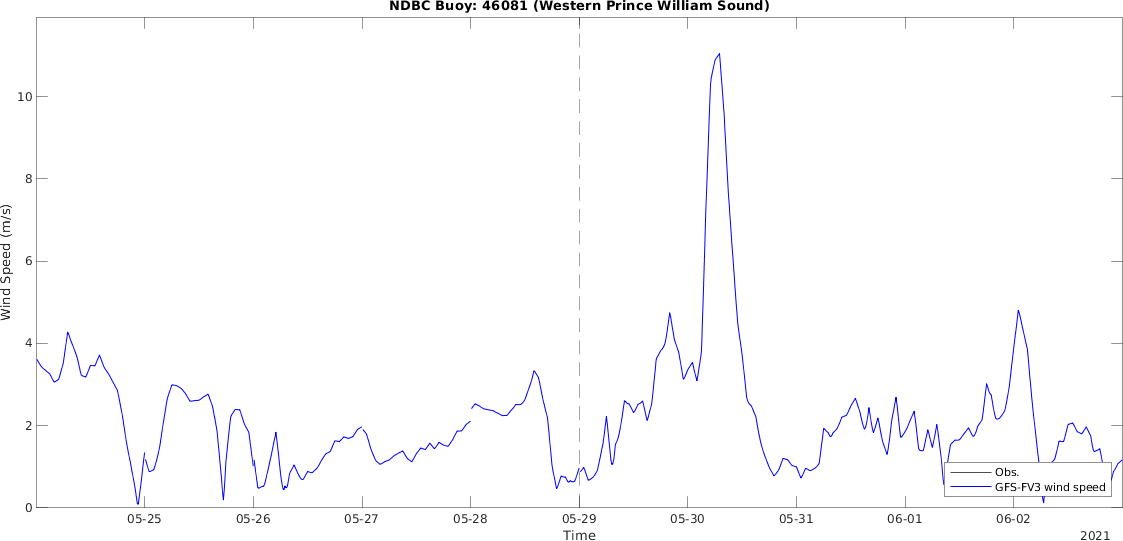 NDBC Buoy: 46081 (Western Prince William Sound)
Wind Speed (m/s)
10
8
6
4
2
0
05-25 05-26 05-27 05-28 05-29 05-30 05-31 06-01 06-02
Time
2021
Obs.
GFS-FV3 wind speed